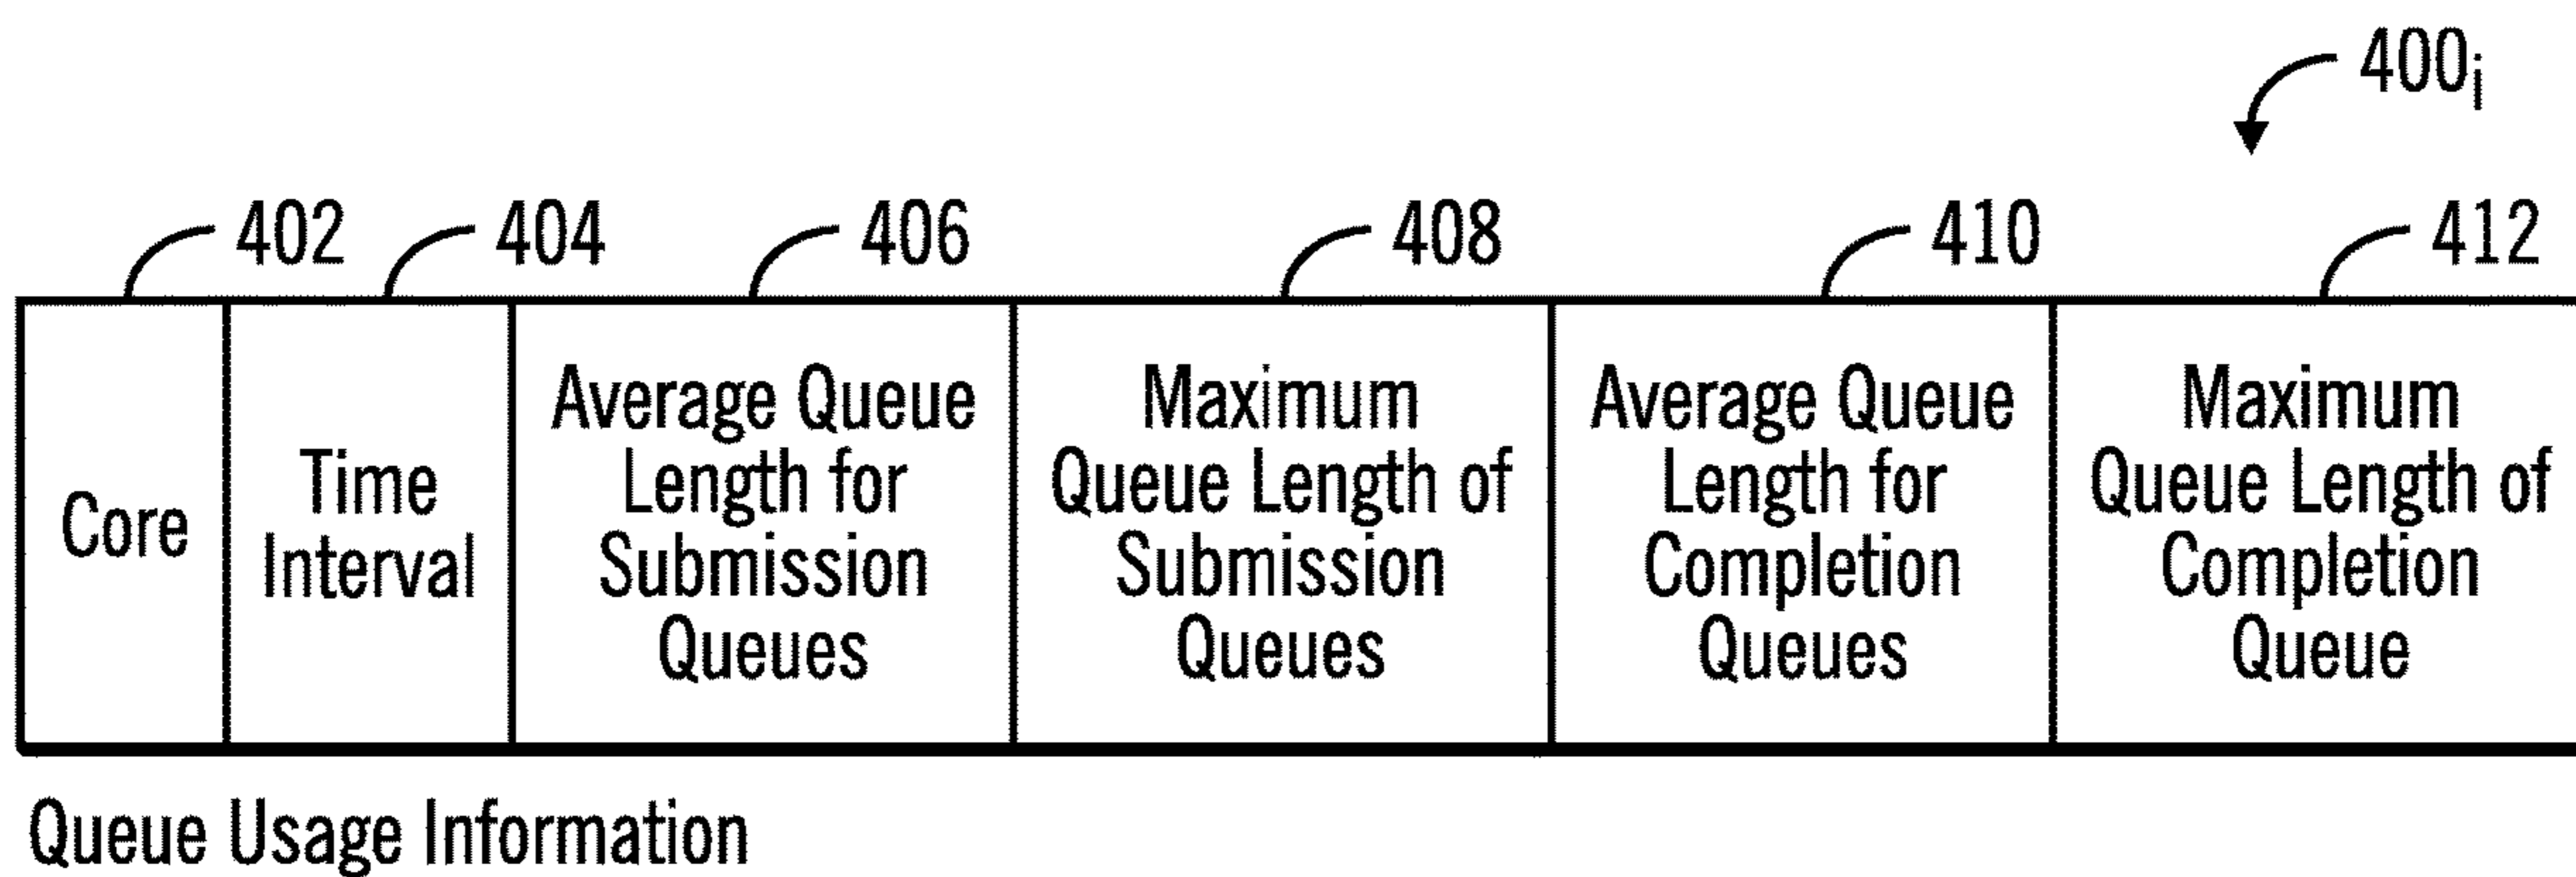 400i
402
404
406
408
410
412
Core
Time
Interval
Average Queue
Length for
Submission
Queues
Maximum
Queue Length of
Submission
Queues
Average Queue
Length for
Completion
Queues
Maximum
Queue Length of
Completion
Queue
Queue Usage Information